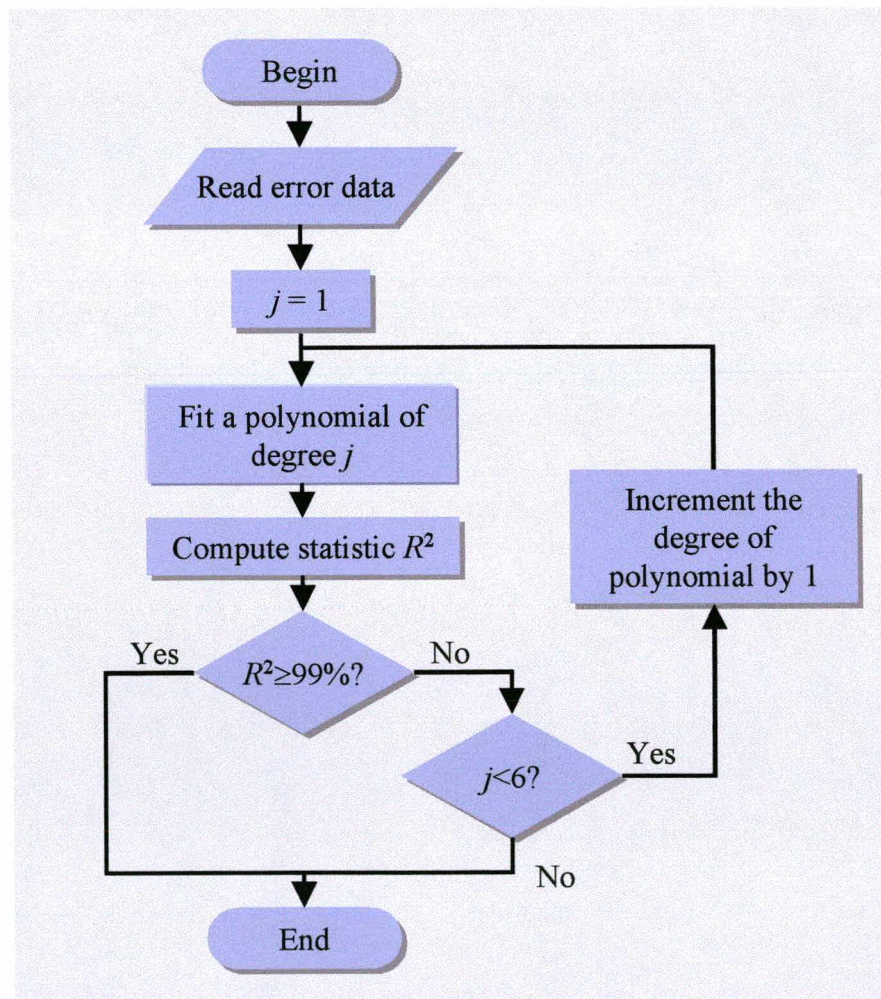 Begin
Read error data
j = 1
Fit a polynomial of
degree j
Compute statistic R²
Increment the
degree of
polynomial by 1
Yes
R²≥99%?
No
j<6?
Yes
No
End